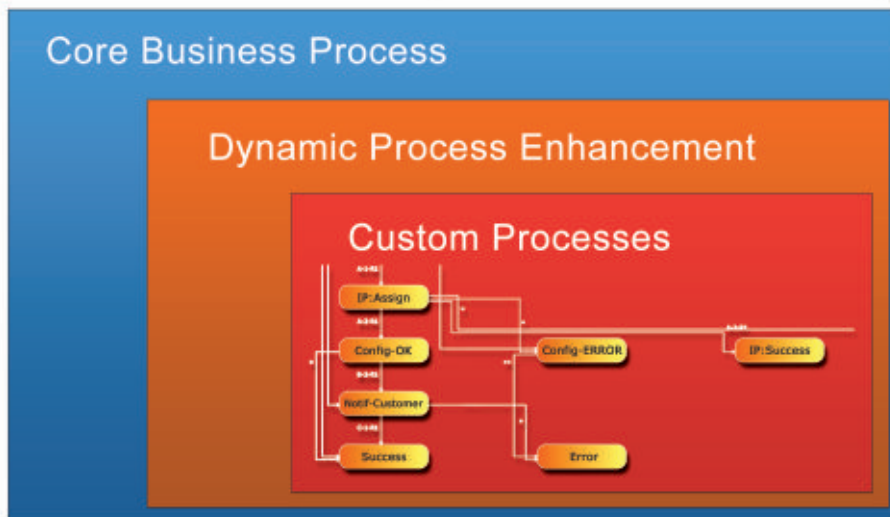 Core Business Process
Dynamic Process Enhancement
Custom Processes
IP:Assign
Config-OK
Config-ERROR
IP:Success
Notif-Customer
Success
Error